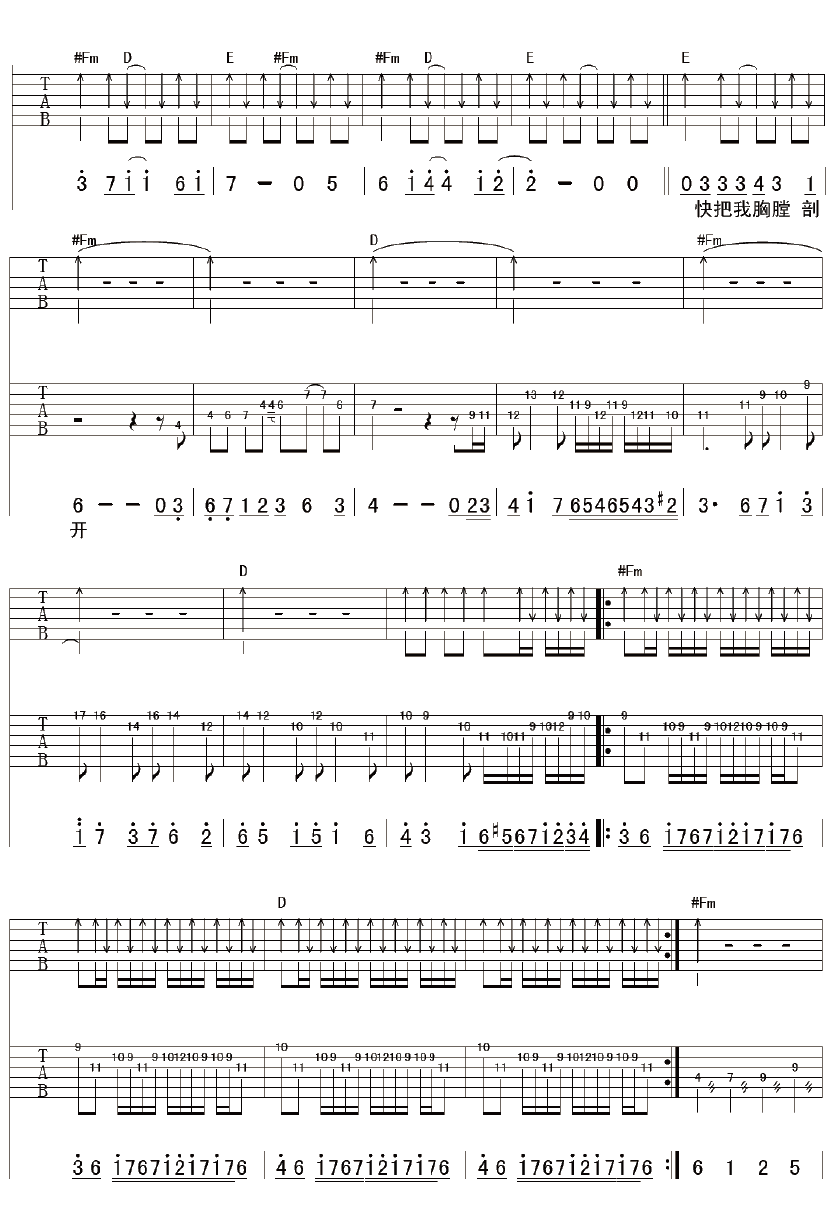 #Fm D E #Fm #Fm D E E
T A B
3 7 1 1 6 1 | 7 - 0 5 | 6 1 4 4 1 2 | 2 - 0 0 || 0 3 3 3 4 3 1
快把我胸膛 剖
#Fm D #Fm
T A B
T A B
4 4 6 7 4 4 6 7 7 6 7 9 11 12 13 12 11 9 12 11 9 12 11 10 11 11 9 10 9
6 - - 0 3 | 6 7 1 2 3 6 3 | 4 - - 0 2 3 | 4 1 7 6 5 4 6 5 4 3 #2 | 3· 6 7 1 3
开
D #Fm
T A B
T A B
17 16 14 16 14 12 14 12 10 12 10 11 10 9 10 11 10 11 9 10 12 9 10 9 11 10 9 11 9 10 12 10 9 10 9 11
1 7 3 7 6 2 | 6 5 1 5 1 6 | 4 3 1 6 #5 6 7 1 2 3 4 |: 3 6 1 7 6 7 1 2 1 7 1 7 6
D #Fm
T A B
T A B
9 11 10 9 11 9 10 12 10 9 10 9 11 10 11 10 9 11 9 10 12 10 9 10 9 11 10 11 10 9 11 9 10 12 10 9 10 9 11 4 7 9 9
3 6 1 7 6 7 1 2 1 7 1 7 6 | 4 6 1 7 6 7 1 2 1 7 1 7 6 | 4 6 1 7 6 7 1 2 1 7 1 7 6 :| 6 1 2 5